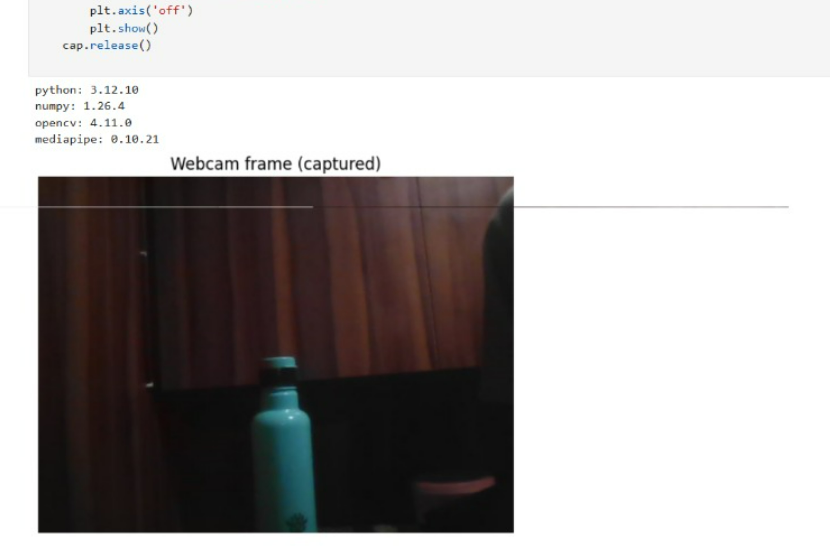 plt.axis('off')
plt.show()
cap.release()
python: 3.12.10
numpy: 1.26.4
opencv: 4.11.0
mediapipe: 0.10.21
Webcam frame (captured)